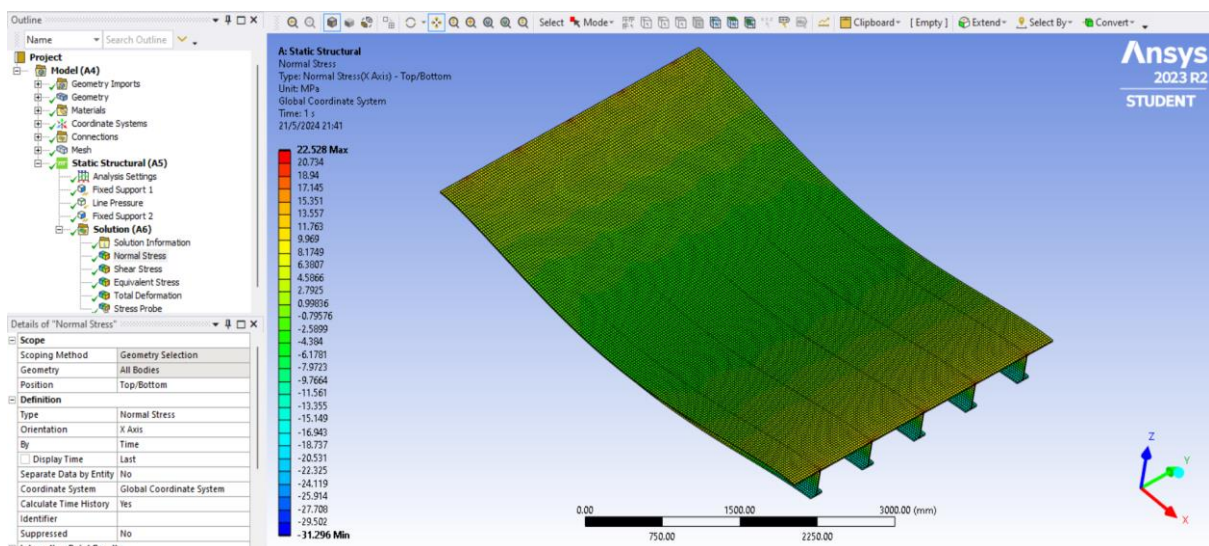 Outline
Name Search Outline
Project
Model (A4)
Geometry Imports
Geometry
Materials
Coordinate Systems
Connections
Mesh
Static Structural (A5)
Analysis Settings
Fixed Support 1
Line Pressure
Fixed Support 2
Solution (A6)
Solution Information
Normal Stress
Shear Stress
Equivalent Stress
Total Deformation
Stress Probe
Details of "Normal Stress"
Scope
Scoping Method Geometry Selection
Geometry All Bodies
Position Top/Bottom
Definition
Type Normal Stress
Orientation X Axis
By Time
Display Time Last
Separate Data by Entity No
Coordinate System Global Coordinate System
Calculate Time History Yes
Identifier
Suppressed No
Select Mode Clipboard [ Empty ] Extend Select By Convert
A: Static Structural
Normal Stress
Type: Normal Stress(X Axis) - Top/Bottom
Unit: MPa
Global Coordinate System
Time: 1 s
21/5/2024 21:41
22.528 Max
20.734
18.94
17.145
15.351
13.557
11.763
9.969
8.1749
6.3807
4.5866
2.7925
0.99836
-0.79576
-2.5899
-4.384
-6.1781
-7.9723
-9.7664
-11.561
-13.355
-15.149
-16.943
-18.737
-20.531
-22.325
-24.119
-25.914
-27.708
-29.502
-31.296 Min
Ansys
2023 R2
STUDENT
0.00 1500.00 3000.00 (mm)
750.00 2250.00
Z
Y
X